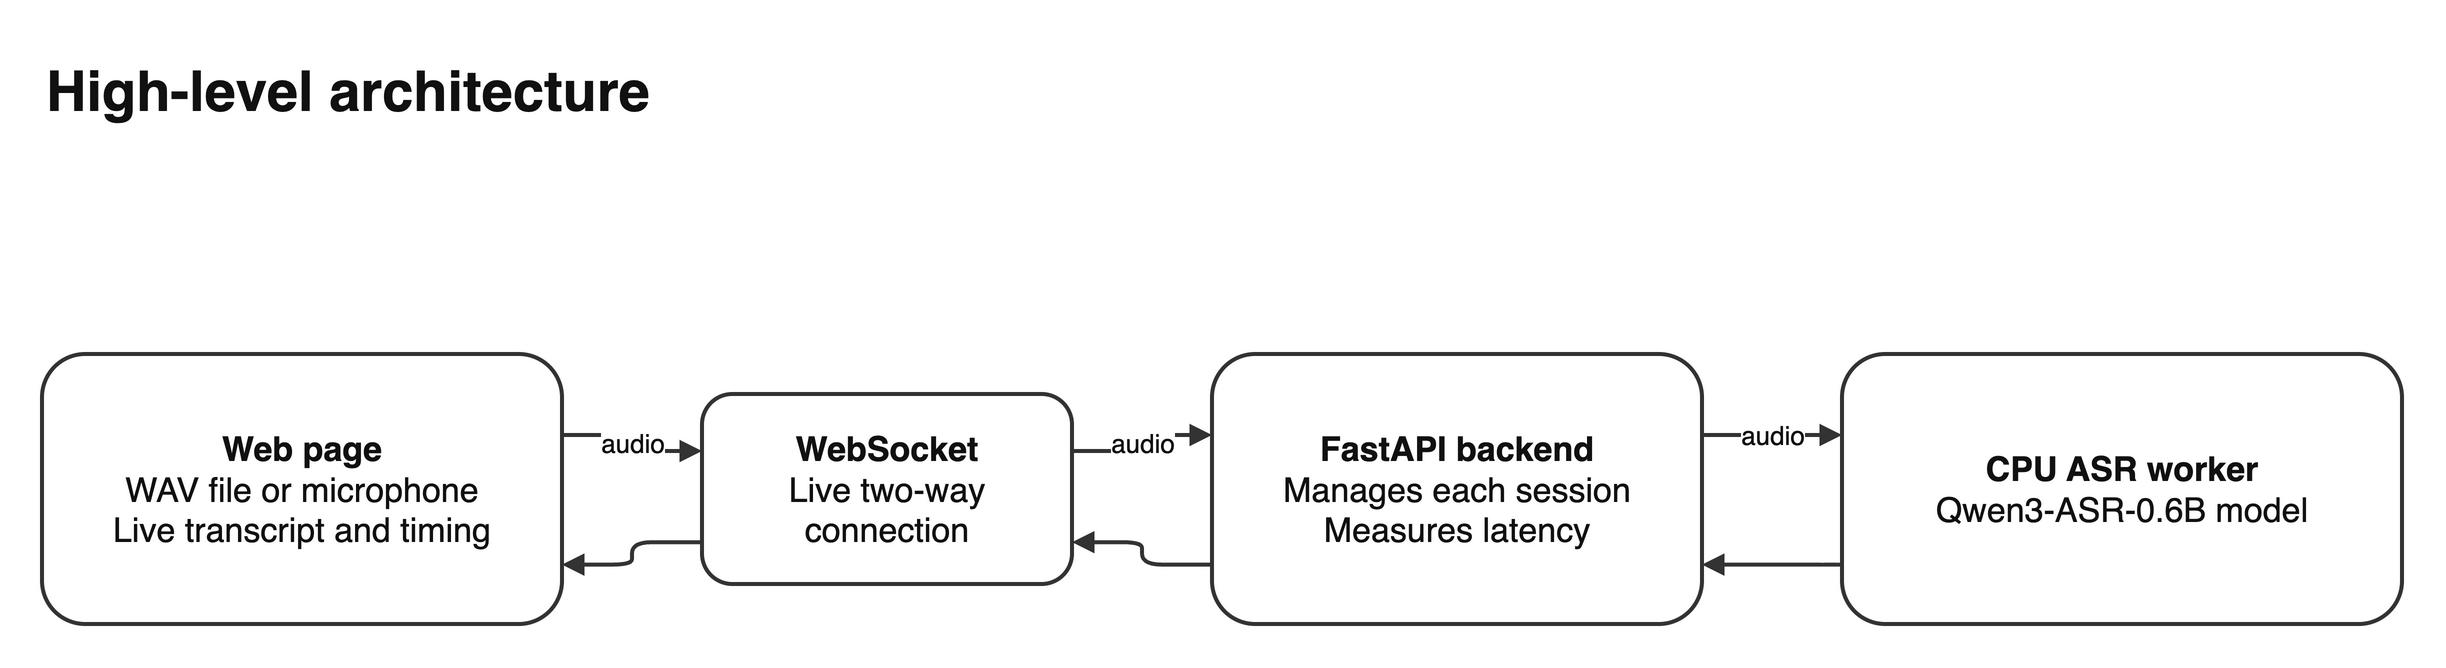 High-level architecture
Web page
WAV file or microphone
Live transcript and timing
audio
WebSocket
Live two-way
connection
audio
FastAPI backend
Manages each session
Measures latency
audio
CPU ASR worker
Qwen3-ASR-0.6B model